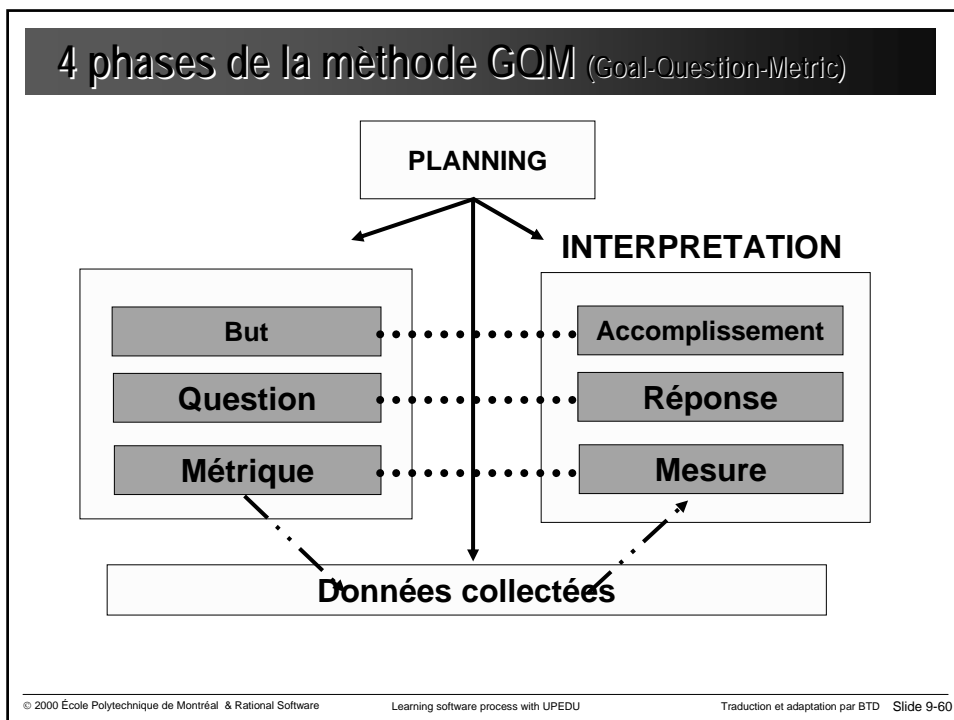 4 phases de la mèthode GQM (Goal-Question-Metric)
PLANNING
INTERPRETATION
But
Accomplissement
Question
Réponse
Métrique
Mesure
Données collectées
© 2000 École Polytechnique de Montréal & Rational Software
Learning software process with UPEDU
Traduction et adaptation par BTD Slide 9-60